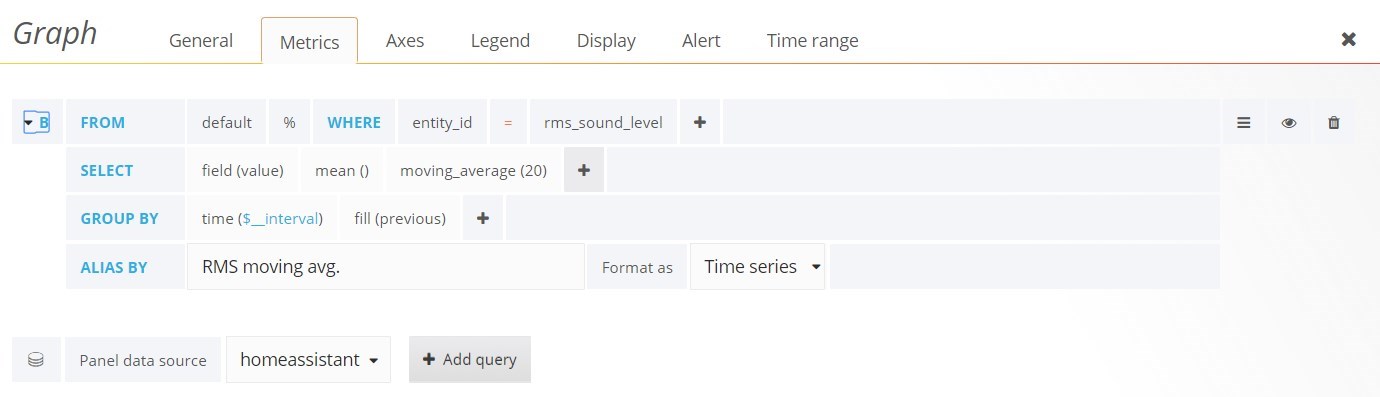 Graph General Metrics Axes Legend Display Alert Time range
B FROM default % WHERE entity_id = rms_sound_level
SELECT field (value) mean () moving_average (20)
GROUP BY time ($__interval) fill (previous)
ALIAS BY RMS moving avg. Format as Time series
Panel data source homeassistant Add query